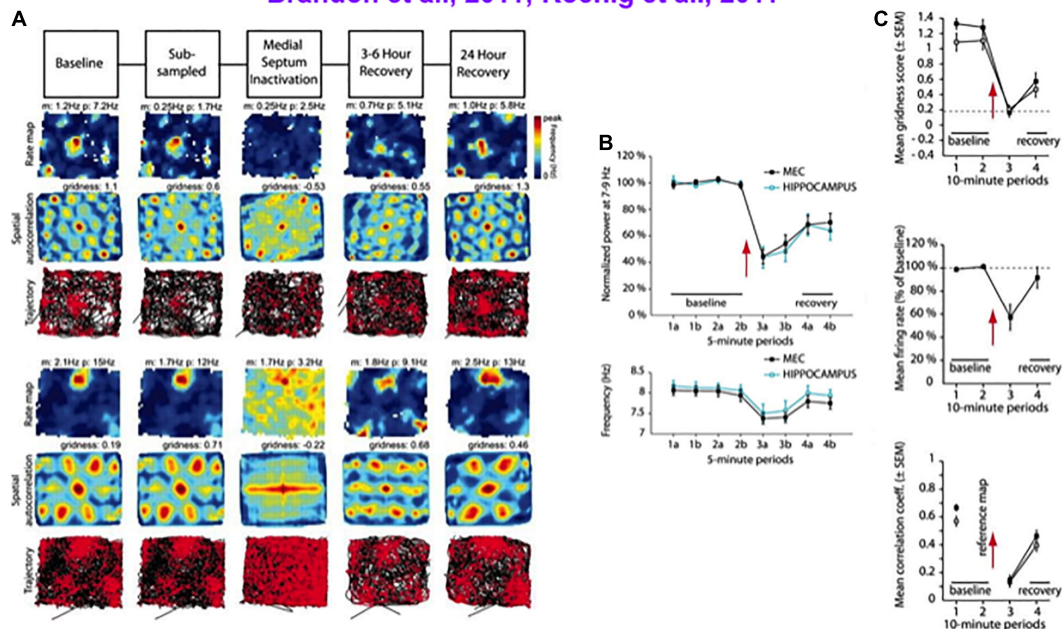 Brandon et al., 2011; Koenig et al., 2011
A
Baseline
Sub-
sampled
Medial
Septum
Inactivation
3-6 Hour
Recovery
24 Hour
Recovery
m: 1.2Hz p: 7.2Hz
m: 0.25Hz p: 1.7Hz
m: 0.25Hz p: 2.5Hz
m: 0.7Hz p: 5.1Hz
m: 1.0Hz p: 5.8Hz
Rate map
peak
Frequency (Hz)
0
gridness: 1.1
gridness: 0.6
gridness: -0.53
gridness: 0.55
gridness: 1.3
Spatial
autocorrelation
Trajectory
m: 2.1Hz p: 15Hz
m: 1.7Hz p: 12Hz
m: 1.7Hz p: 3.2Hz
m: 1.8Hz p: 9.1Hz
m: 2.5Hz p: 13Hz
Rate map
gridness: 0.19
gridness: 0.71
gridness: -0.22
gridness: 0.68
gridness: 0.46
Spatial
autocorrelation
Trajectory
B
Normalized power at 7-9 Hz
120 %
100 %
80 %
60 %
40 %
20 %
0 %
MEC
HIPPOCAMPUS
baseline
recovery
1a 1b 2a 2b 3a 3b 4a 4b
5-minute periods
Frequency (Hz)
8.5
8
7.5
7
MEC
HIPPOCAMPUS
1a 1b 2a 2b 3a 3b 4a 4b
5-minute periods
C
Mean gridness score (± SEM)
1.4
1.2
1
0.8
0.6
0.4
0.2
0
- 0.2
- 0.4
baseline
recovery
1 2 3 4
10-minute periods
Mean firing rate (% of baseline)
120 %
100 %
80 %
60 %
40 %
20 %
0
baseline
recovery
1 2 3 4
10-minute periods
Mean correlation coeff. (± SEM)
1
0.8
0.6
0.4
0.2
0
reference map
baseline
recovery
1 2 3 4
10-minute periods